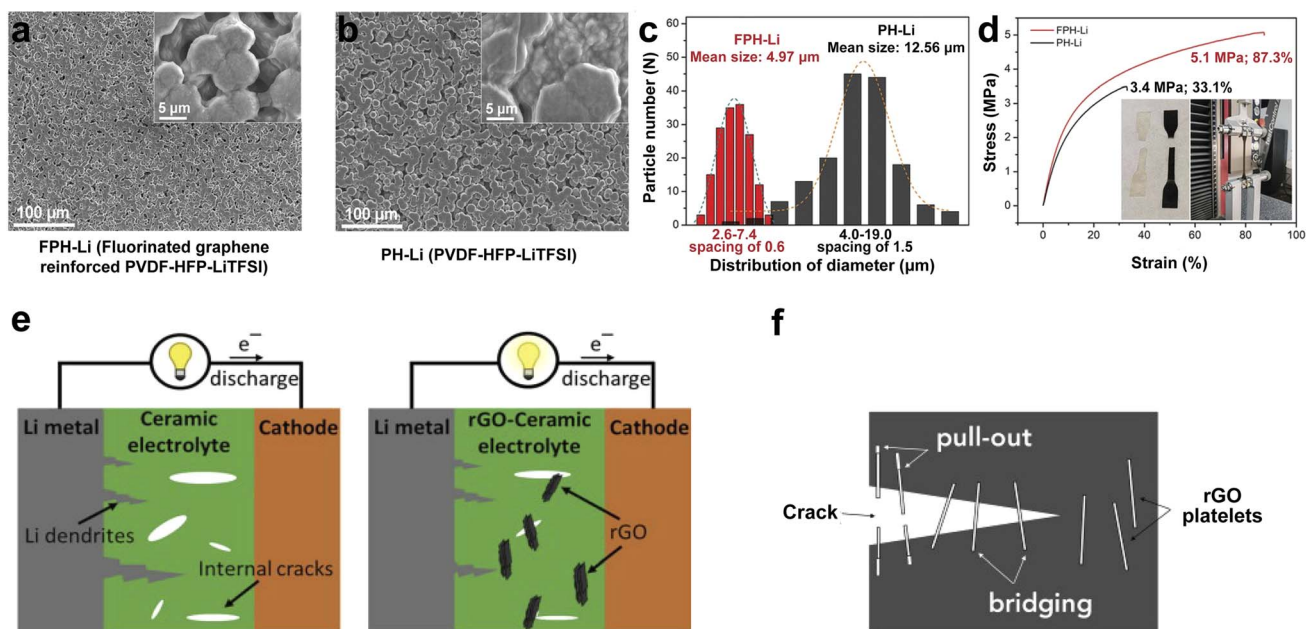 a
5 µm
100 µm
FPH-Li (Fluorinated graphene
reinforced PVDF-HFP-LiTFSI)
b
5 µm
100 µm
PH-Li (PVDF-HFP-LiTFSI)
c
60
50
40
30
20
10
0
Particle number (N)
FPH-Li
Mean size: 4.97 µm
PH-Li
Mean size: 12.56 µm
2.6-7.4
spacing of 0.6
4.0-19.0
spacing of 1.5
Distribution of diameter (µm)
d
5
4
3
2
1
0
Stress (MPa)
FPH-Li
PH-Li
5.1 MPa; 87.3%
3.4 MPa; 33.1%
0 20 40 60 80 100
Strain (%)
e
e−
discharge
Li metal
Ceramic
electrolyte
Cathode
Li dendrites
Internal cracks
e−
discharge
Li metal
rGO-Ceramic
electrolyte
Cathode
rGO
f
pull-out
Crack
rGO
platelets
bridging